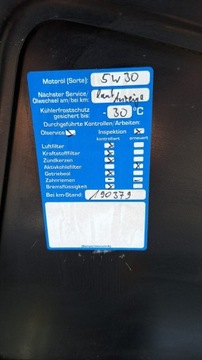 Motoröl (Sorte): 5W30
Nächster Service/
Ölwechsel am/bei km: laut Anzeige
Kühlerfrostschutz
gesichert bis: -30 °C
Durchgeführte Kontrollen/Arbeiten:
Ölservice x Inspektion x
kontrolliert erneuert
Luftfilter x
Kraftstofffilter x
Zündkerzen x
Aktivkohlefilter x x
Getriebeöl x
Zahnriemen -
Bremsflüssigkeit x
Bei km-Stand: 190379